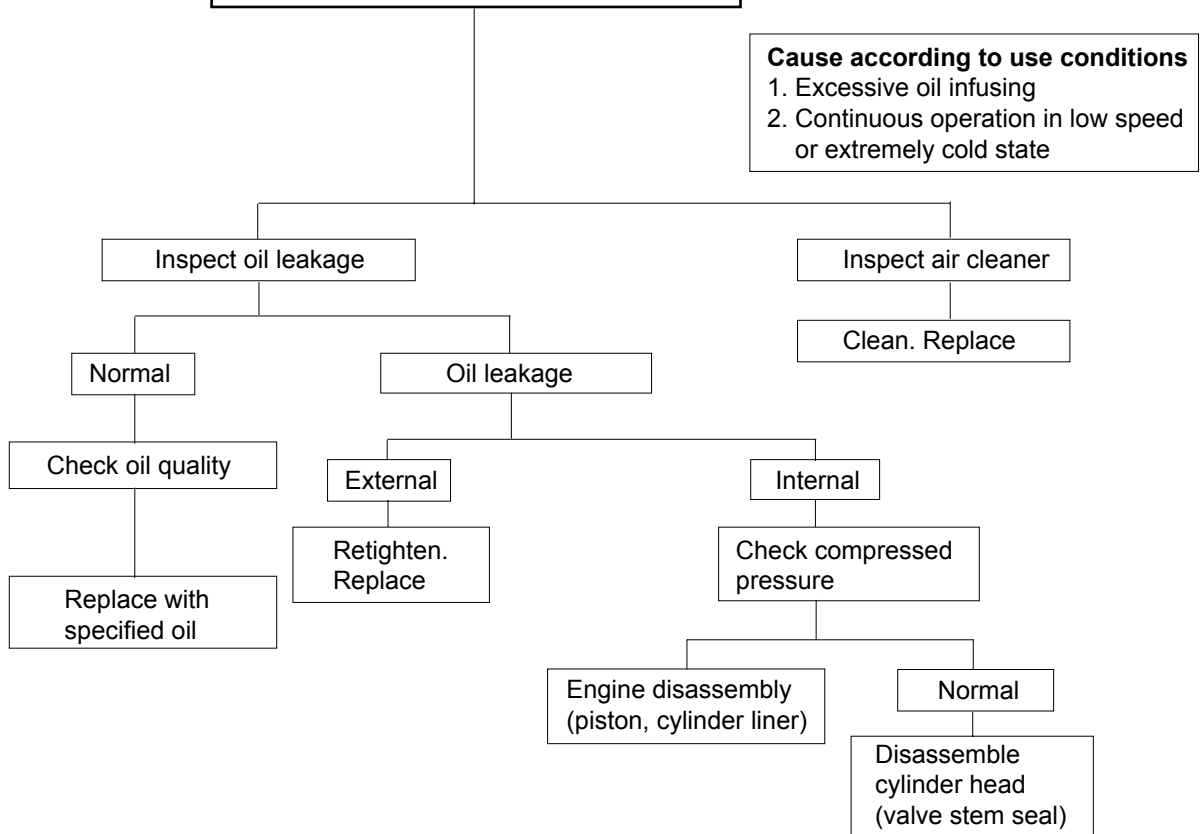 Cause according to use conditions
1. Excessive oil infusing
2. Continuous operation in low speed
or extremely cold state
Inspect oil leakage
Inspect air cleaner
Normal
Oil leakage
Clean. Replace
Check oil quality
External
Internal
Retighten.
Replace
Check compressed
pressure
Replace with
specified oil
Engine disassembly
(piston, cylinder liner)
Normal
Disassemble
cylinder head
(valve stem seal)